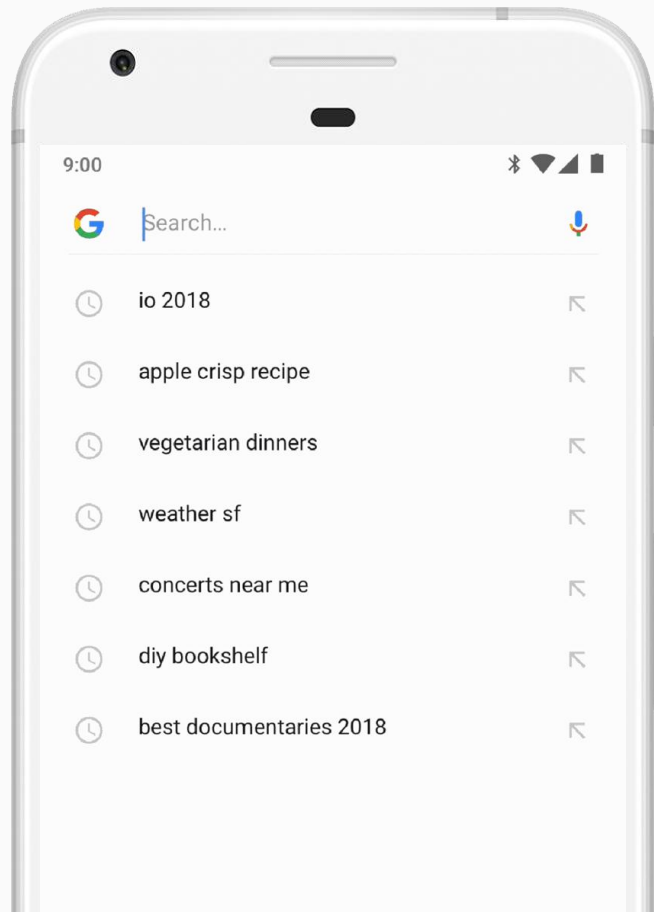 9:00
Search...
io 2018
apple crisp recipe
vegetarian dinners
weather sf
concerts near me
diy bookshelf
best documentaries 2018